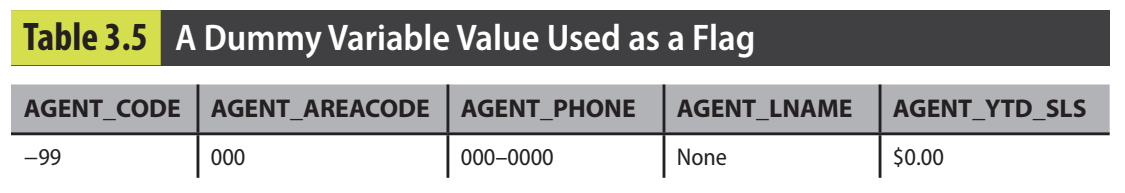 Table 3.5 A Dummy Variable Value Used as a Flag
AGENT_CODE AGENT_AREACODE AGENT_PHONE AGENT_LNAME AGENT_YTD_SLS
–99 000 000–0000 None $0.00